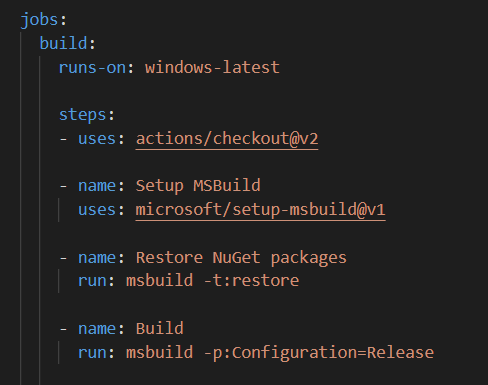 jobs:
build:
runs-on: windows-latest
steps:
- uses: actions/checkout@v2
- name: Setup MSBuild
uses: microsoft/setup-msbuild@v1
- name: Restore NuGet packages
run: msbuild -t:restore
- name: Build
run: msbuild -p:Configuration=Release